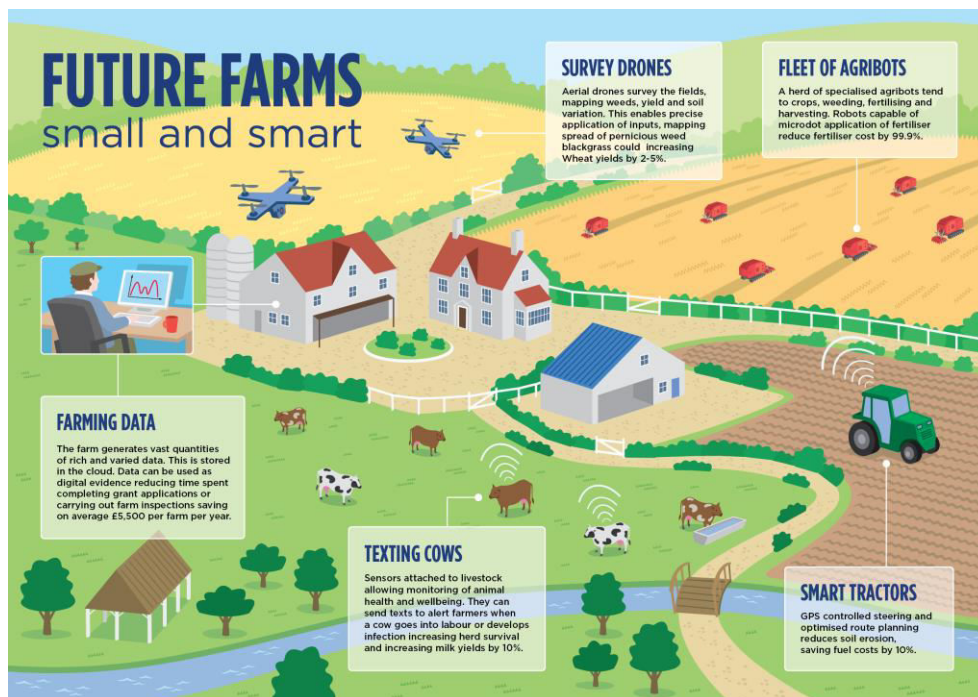 FUTURE FARMS
small and smart
SURVEY DRONES
Aerial drones survey the fields,
mapping weeds, yield and soil
variation. This enables precise
application of inputs, mapping
spread of pernicious weed
blackgrass could increasing
Wheat yields by 2-5%.
FLEET OF AGRIBOTS
A herd of specialised agribots tend
to crops, weeding, fertilising and
harvesting. Robots capable of
microdot application of fertiliser
reduce fertiliser cost by 99.9%.
FARMING DATA
The farm generates vast quantities
of rich and varied data. This is stored
in the cloud. Data can be used as
digital evidence reducing time spent
completing grant applications or
carrying out farm inspections saving
on average £5,500 per farm per year.
TEXTING COWS
Sensors attached to livestock
allowing monitoring of animal
health and wellbeing. They can
send texts to alert farmers when
a cow goes into labour or develops
infection increasing herd survival
and increasing milk yields by 10%.
SMART TRACTORS
GPS controlled steering and
optimised route planning
reduces soil erosion,
saving fuel costs by 10%.